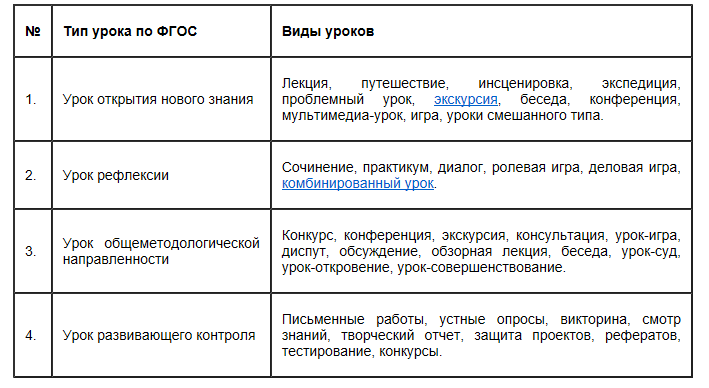 № Тип урока по ФГОС Виды уроков
1. Урок открытия нового знания
Лекция, путешествие, инсценировка, экспедиция,
проблемный урок, экскурсия, беседа, конференция,
мультимедиа-урок, игра, уроки смешанного типа.
2. Урок рефлексии
Сочинение, практикум, диалог, ролевая игра, деловая игра,
комбинированный урок.
3. Урок общеметодологической
направленности
Конкурс, конференция, экскурсия, консультация, урок-игра,
диспут, обсуждение, обзорная лекция, беседа, урок-суд,
урок-откровение, урок-совершенствование.
4. Урок развивающего контроля
Письменные работы, устные опросы, викторина, смотр
знаний, творческий отчет, защита проектов, рефератов,
тестирование, конкурсы.